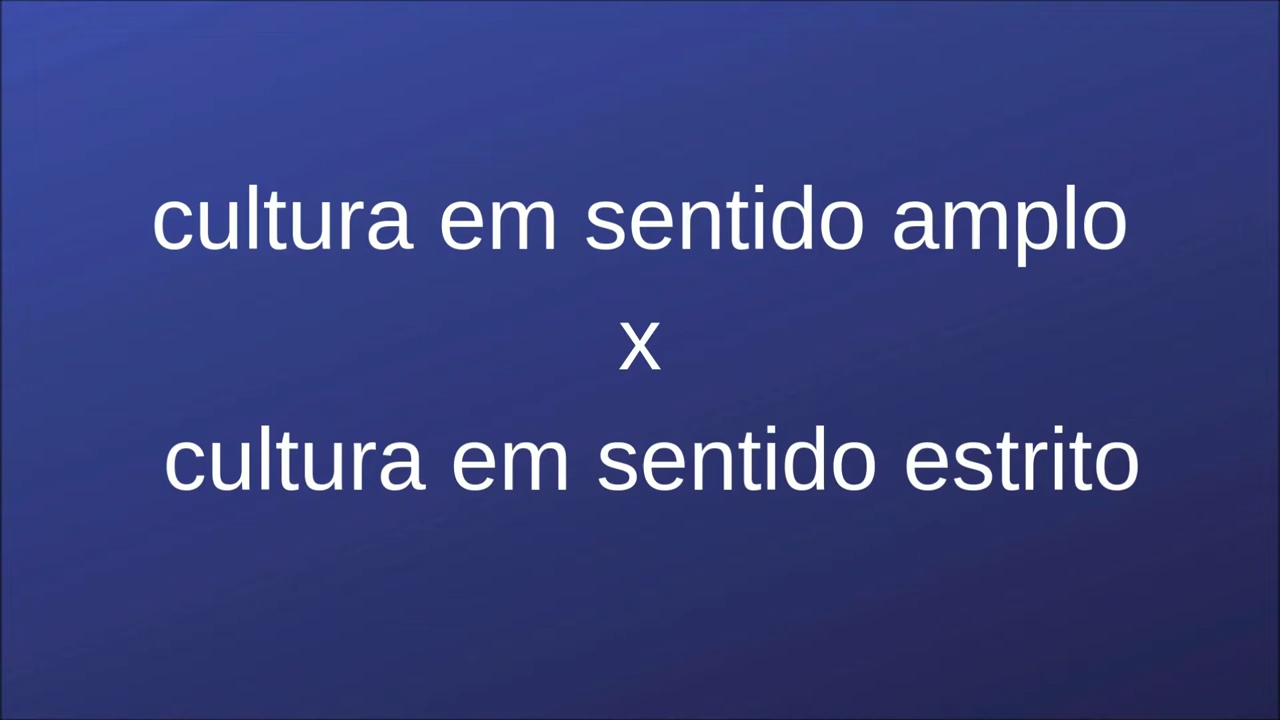 cultura em sentido amplo
x
cultura em sentido estrito